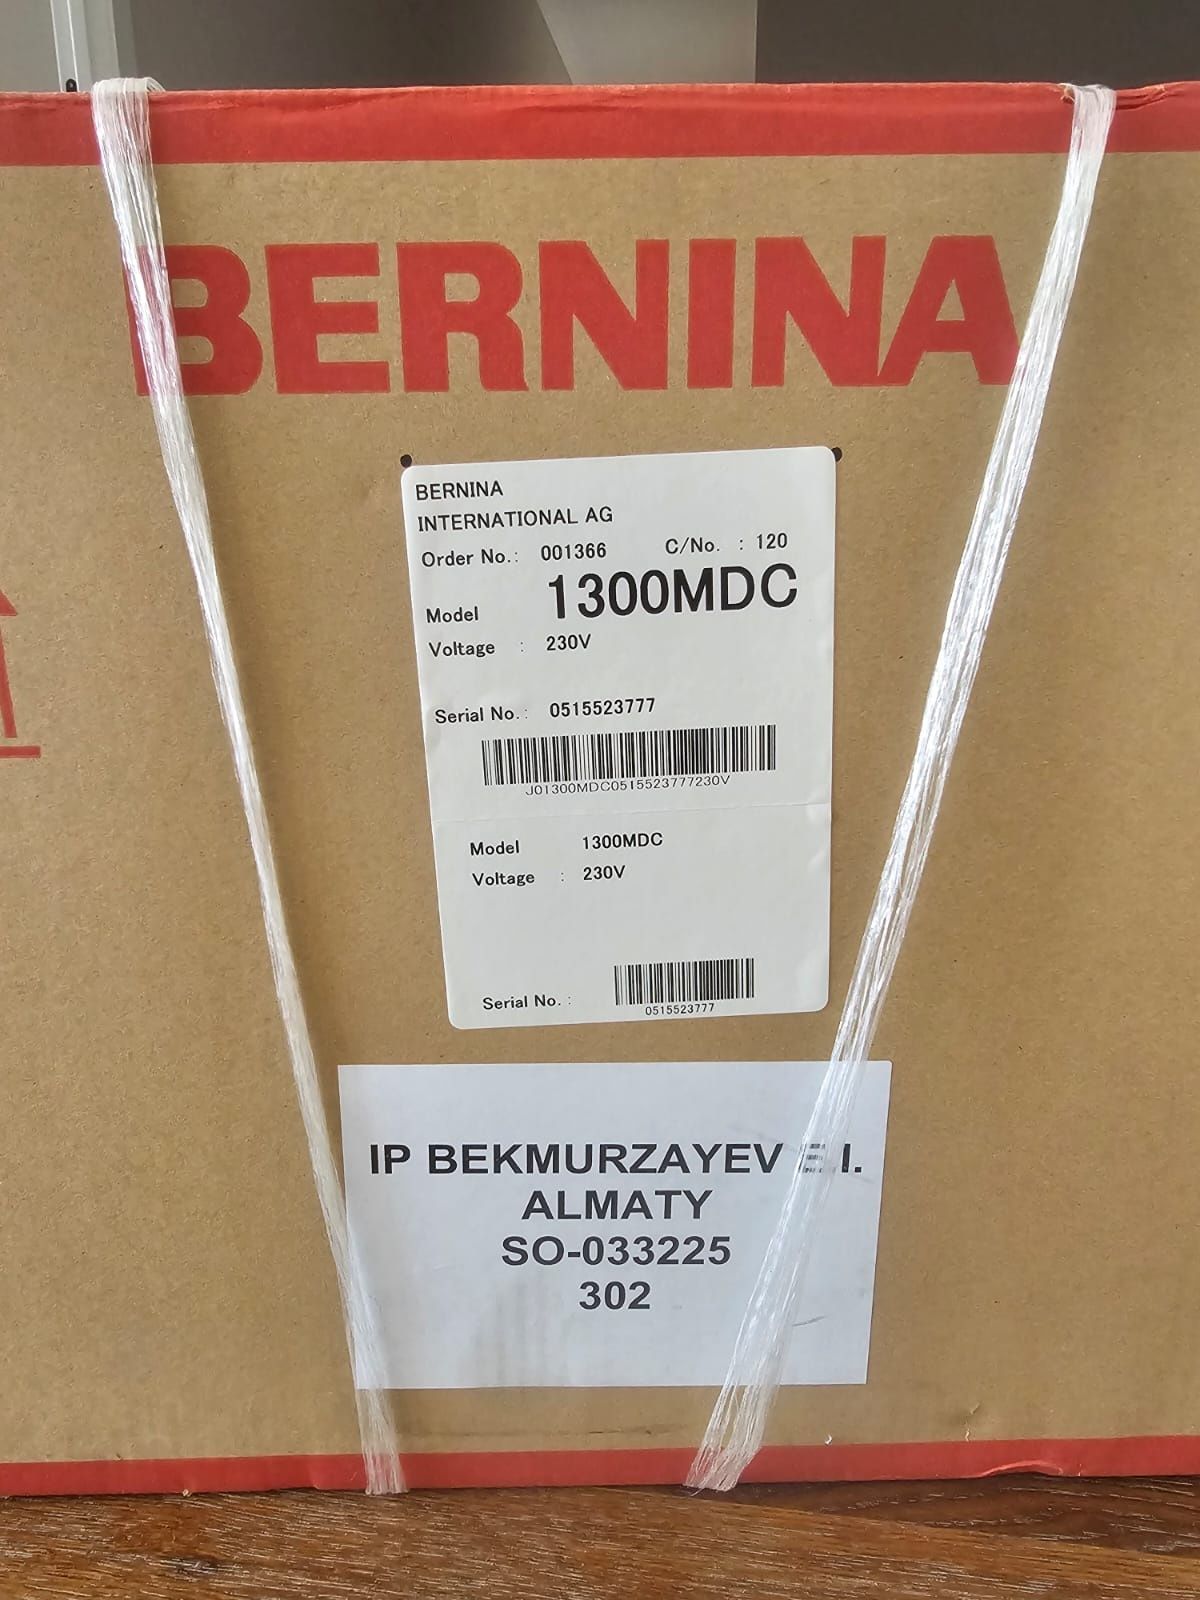 BERNINA
BERNINA
INTERNATIONAL AG
Order No.: 001366 C/No. : 120
Model 1300MDC
Voltage : 230V
Serial No.: 0515523777
J01300MDC0515523777230V
Model 1300MDC
Voltage : 230V
Serial No. :
0515523777
IP BEKMURZAYEV
ALMATY
SO-033225
302